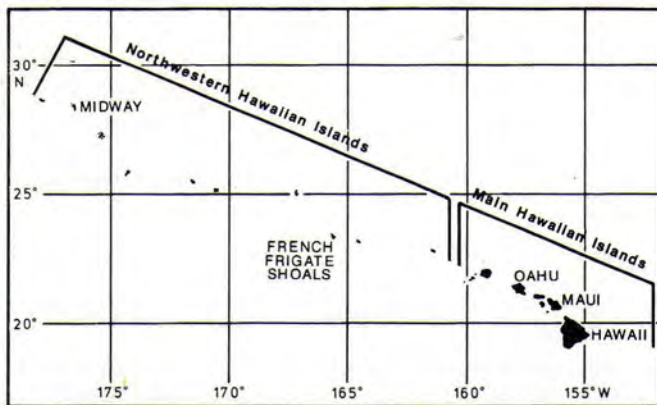 Northwestern Hawaiian Islands
30°
N
MIDWAY
25°
Main Hawaiian Islands
FRENCH
FRIGATE
SHOALS
OAHU
MAUI
20°
HAWAII
175°
170°
165°
160°
155°W